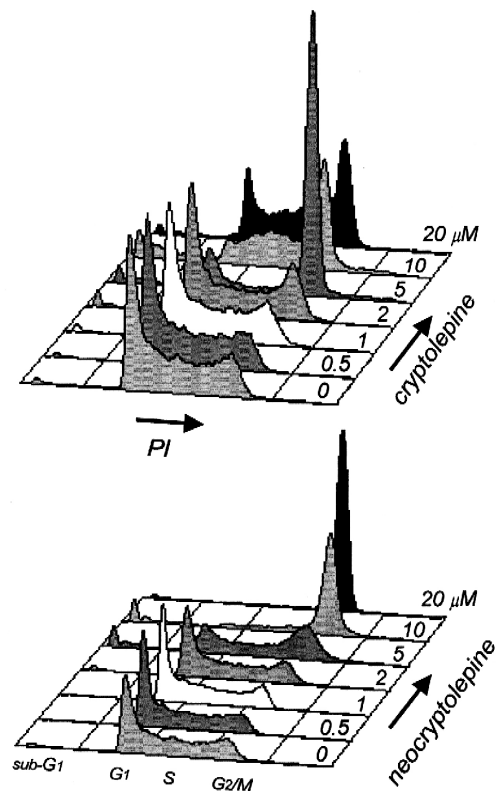 20 μM
10
5
2
1
0.5
0
cryptolepine
PI
20 μM
10
5
2
1
0.5
0
neocryptolepine
sub-G1
G1
S
G2/M